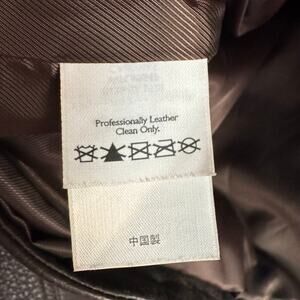 Professionally Leather
Clean Only.
中国製